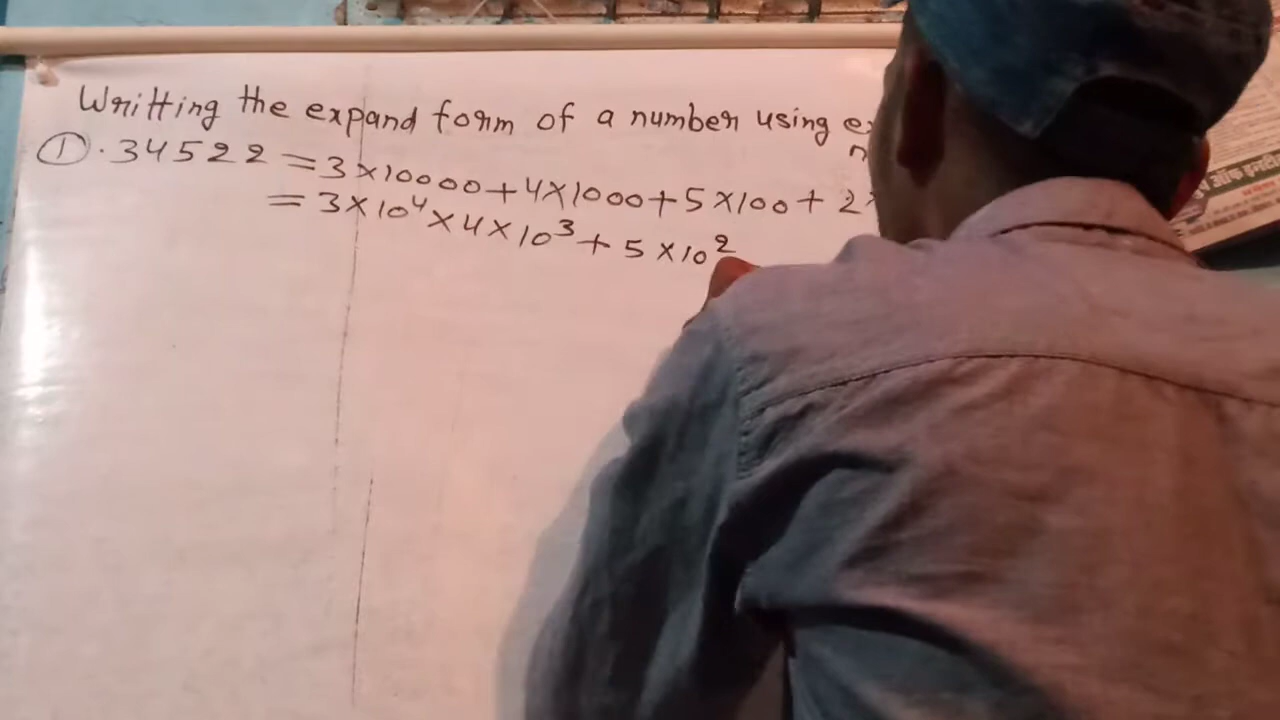 Writting the expand form of a number using
①. 34522 = 3×10000+4×1000+5×100+ 2
= 3×10⁴×4×10³+5×10²